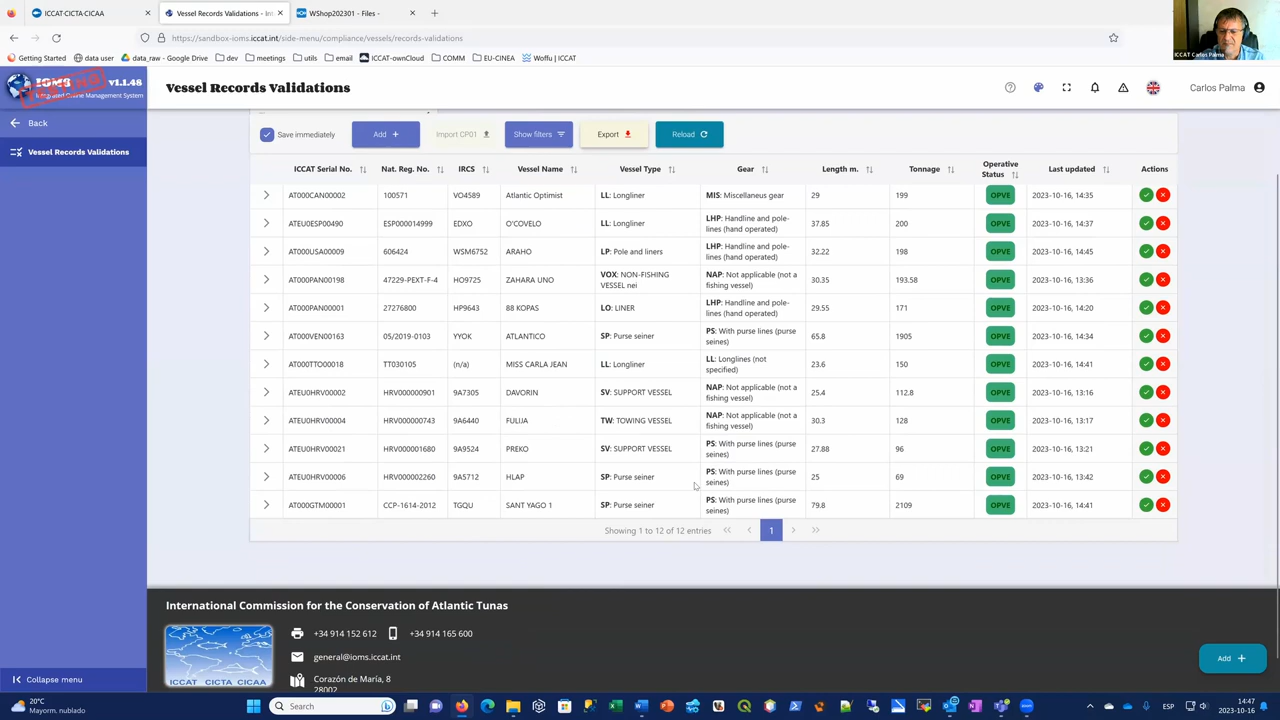 ICCAT·CICTA·CICAA
Vessel Records Validations - Int
WShop202301 - Files -
https://sandbox-ioms.iccat.int/side-menu/compliance/vessels/records-validations
Getting Started
data user
data_raw - Google Drive
dev
meetings
utils
email
ICCAT-ownCloud
COMM
EU-CINEA
Woffu | ICCAT
ICCAT Carlos Palma
IOMS
v1.1.48
Integrated Online Management System
TESTING
Vessel Records Validations
Carlos Palma
Back
Vessel Records Validations
Save immediately
Add +
Import CP01
Show filters
Export
Reload
ICCAT Serial No.
Nat. Reg. No.
IRCS
Vessel Name
Vessel Type
Gear
Length m.
Tonnage
Operative Status
Last updated
Actions
AT000CAN00002 100571 VO4589 Atlantic Optimist LL: Longliner MIS: Miscellaneus gear 29 199 OPVE 2023-10-16, 14:35
ATEU0ESP00490 ESP000014999 EDXO O'COVELO LL: Longliner LHP: Handline and pole-lines (hand operated) 37.85 200 OPVE 2023-10-16, 14:37
AT000USA00009 606424 WSM6752 ARAHO LP: Pole and liners LHP: Handline and pole-lines (hand operated) 32.22 198 OPVE 2023-10-16, 14:45
AT000PAN00198 47229-PEXT-F-4 HO9725 ZAHARA UNO VOX: NON-FISHING VESSEL nei NAP: Not applicable (not a fishing vessel) 30.35 193.58 OPVE 2023-10-16, 13:36
AT000PAN00001 27276800 HP9643 88 KOPAS LO: LINER LHP: Handline and pole-lines (hand operated) 29.55 171 OPVE 2023-10-16, 14:20
AT000VEN00163 05/2019-0103 YYOK ATLANTICO SP: Purse seiner PS: With purse lines (purse seines) 65.8 1905 OPVE 2023-10-16, 14:36
AT000TTO00018 TT030105 (n/a) MISS CARLA JEAN LL: Longliner LL: Longlines (not specified) 23.6 150 OPVE 2023-10-16, 14:41
ATEU0HRV00002 HRV000000901 9A7305 DAVORIN SV: SUPPORT VESSEL NAP: Not applicable (not a fishing vessel) 25.4 112.8 OPVE 2023-10-16, 13:16
ATEU0HRV00004 HRV000000743 9A6440 FULIJA TW: TOWING VESSEL NAP: Not applicable (not a fishing vessel) 30.3 128 OPVE 2023-10-16, 13:17
ATEU0HRV00021 HRV000001680 9A9524 PREKO SV: SUPPORT VESSEL PS: With purse lines (purse seines) 27.88 96 OPVE 2023-10-16, 13:21
ATEU0HRV00006 HRV000002260 9A5712 HLAP SP: Purse seiner PS: With purse lines (purse seines) 25 69 OPVE 2023-10-16, 13:42
AT000GTM00001 CCP-1614-2012 TGQU SANT YAGO 1 SP: Purse seiner PS: With purse lines (purse seines) 79.8 2109 OPVE 2023-10-16, 14:41
Showing 1 to 12 of 12 entries
1
International Commission for the Conservation of Atlantic Tunas
+34 914 152 612
+34 914 165 600
general@ioms.iccat.int
Corazón de María, 8
28002
ICCAT CICTA CICAA
Add +
Collapse menu
20°C
Mayorm. nublado
Search
ESP
14:47
2023-10-16